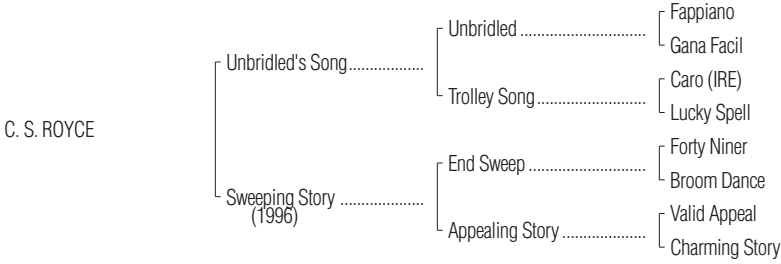 Fappiano
Unbridled ..............................
Gana Facil
Unbridled's Song..................
Caro (IRE)
Trolley Song..........................
Lucky Spell
C. S. ROYCE
Forty Niner
End Sweep ............................
Broom Dance
Sweeping Story ....................
(1996)
Valid Appeal
Appealing Story ....................
Charming Story